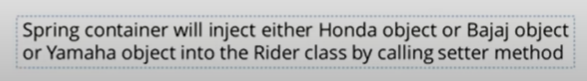 Spring container will inject either Honda object or Bajaj object
or Yamaha object into the Rider class by calling setter method